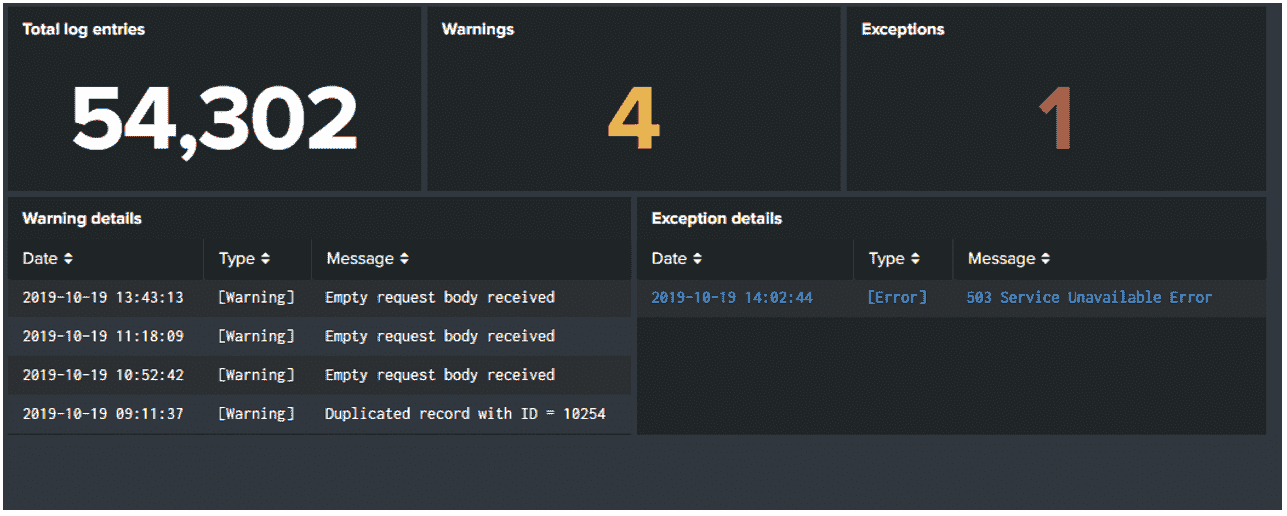 Total log entries
54,302
Warnings
4
Exceptions
1
Warning details
Date Type Message
2019-10-19 13:43:13 [Warning] Empty request body received
2019-10-19 11:18:09 [Warning] Empty request body received
2019-10-19 10:52:42 [Warning] Empty request body received
2019-10-19 09:11:37 [Warning] Duplicated record with ID = 10254
Exception details
Date Type Message
2019-10-19 14:02:44 [Error] 503 Service Unavailable Error